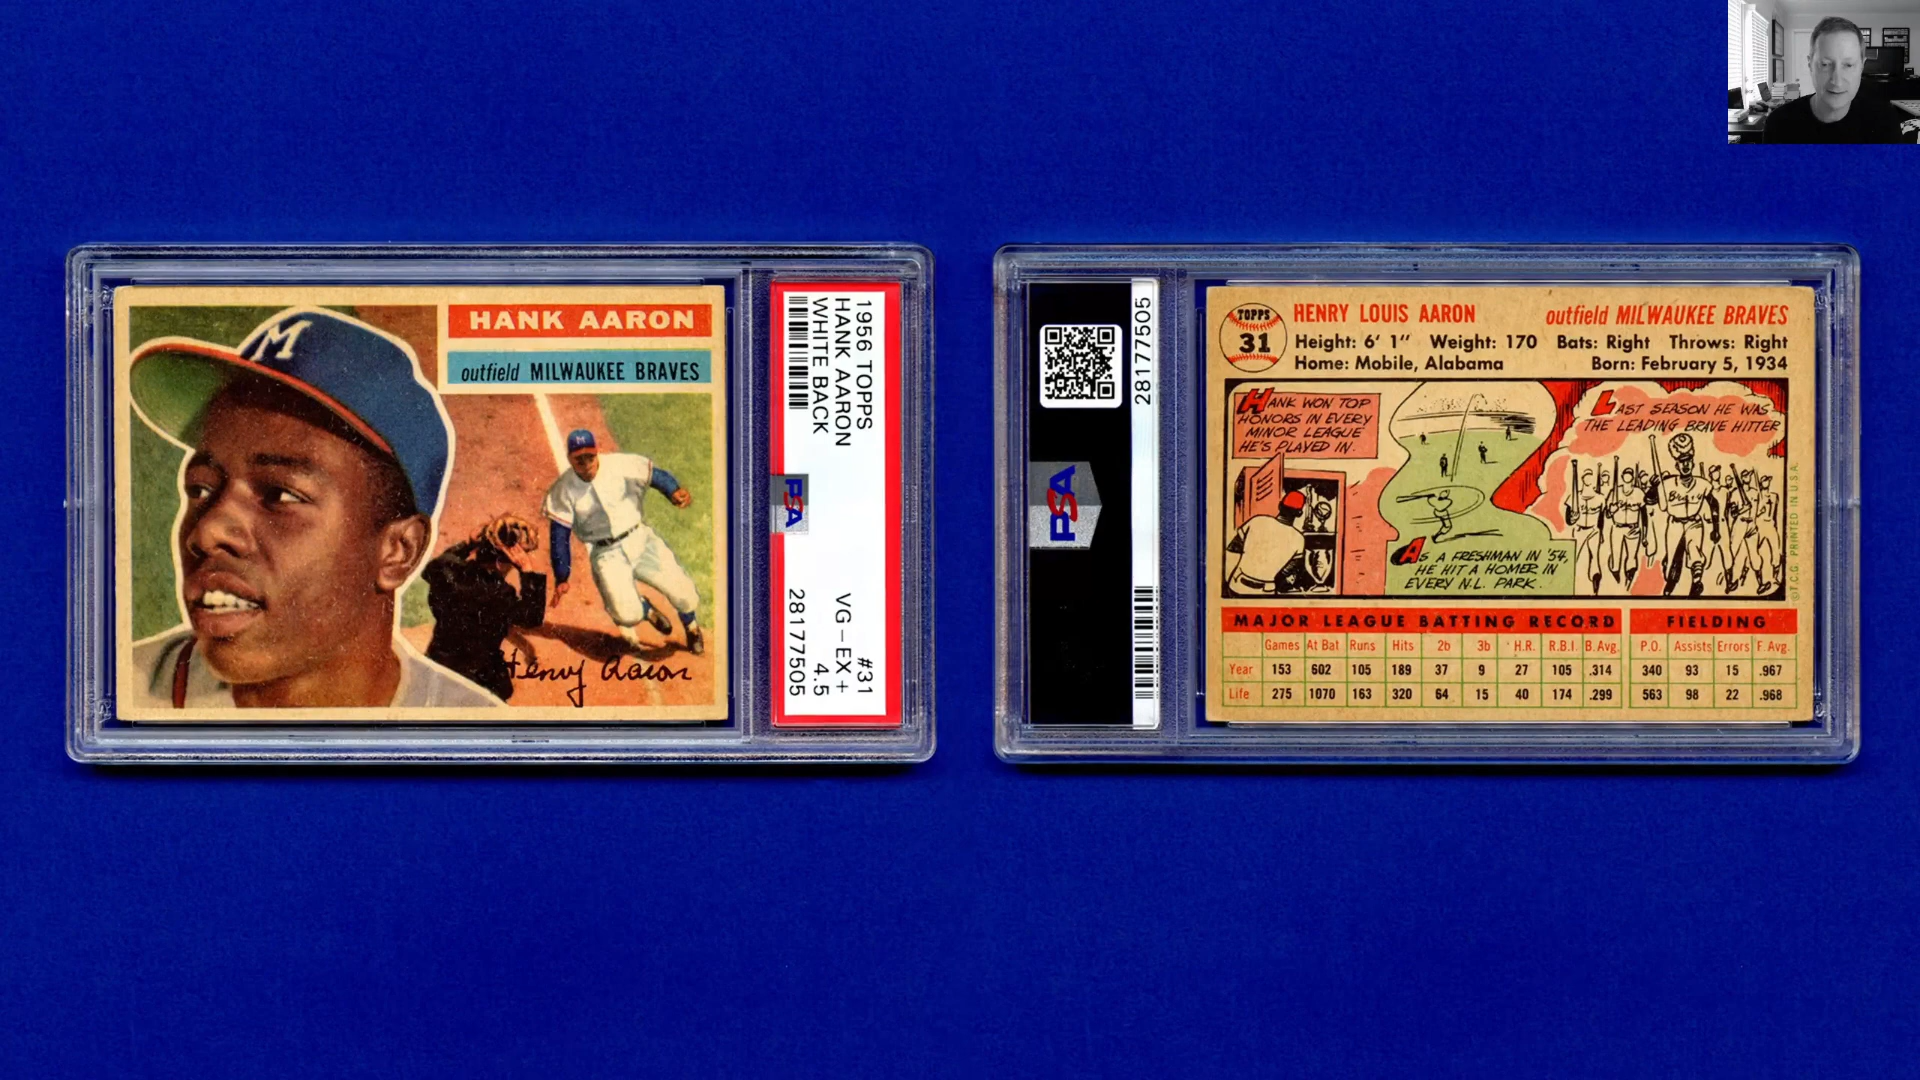 HANK AARON
outfield MILWAUKEE BRAVES
M
M
Henry Aaron
1956 TOPPS
HANK AARON
WHITE BACK
#31
VG-EX+
4.5
28177505
PSA
28177505
PSA
TOPPS
31
HENRY LOUIS AARON
outfield MILWAUKEE BRAVES
Height: 6' 1" Weight: 170 Bats: Right Throws: Right
Home: Mobile, Alabama Born: February 5, 1934
HANK WON TOP
HONORS IN EVERY
MINOR LEAGUE
HE'S PLAYED IN.
AS A FRESHMAN IN '54,
HE HIT A HOMER IN
EVERY N.L. PARK.
LAST SEASON HE WAS
THE LEADING BRAVE HITTER
©T.C.G. PRINTED IN U.S.A.
MAJOR LEAGUE BATTING RECORD
FIELDING
Games At Bat Runs Hits 2b 3b H.R. R.B.I. B.Avg. P.O. Assists Errors F.Avg.
Year 153 602 105 189 37 9 27 105 .314 340 93 15 .967
Life 275 1070 163 320 64 15 40 174 .299 563 98 22 .968